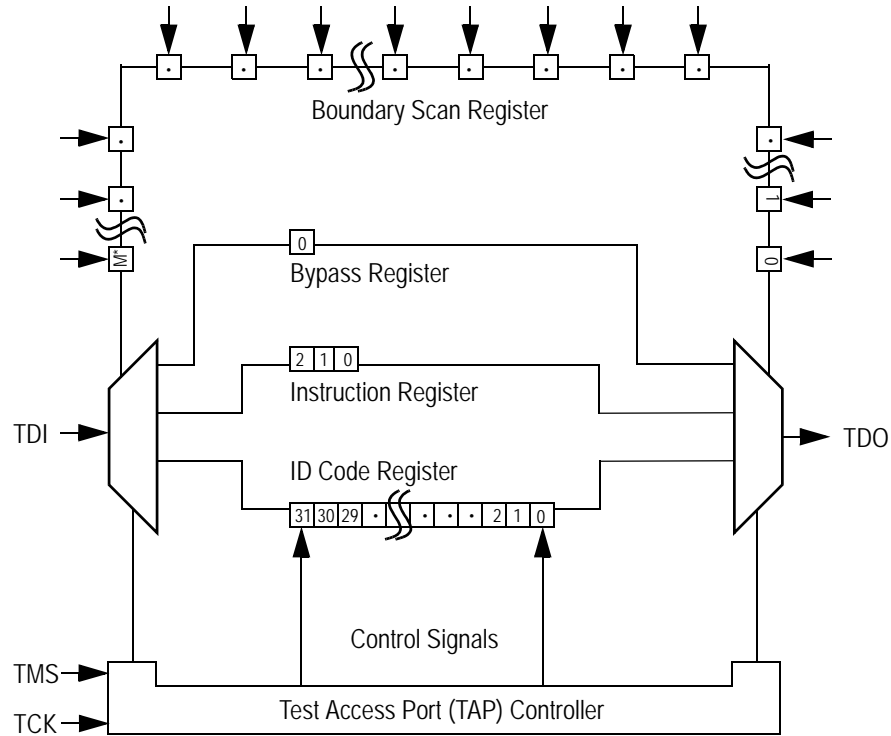 Boundary Scan Register
1
M*
0
0
Bypass Register
2 1 0
Instruction Register
TDI
TDO
ID Code Register
31 30 29 · · · · 2 1 0
Control Signals
TMS
Test Access Port (TAP) Controller
TCK